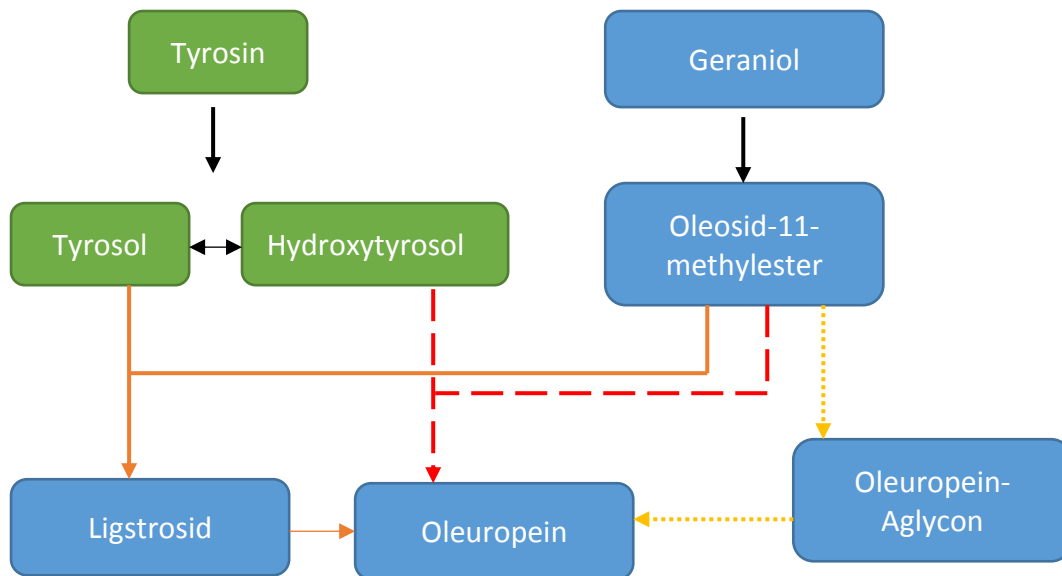 Tyrosin
Geraniol
Tyrosol
Hydroxytyrosol
Oleosid-11-
methylester
Ligstrosid
Oleuropein
Oleuropein-
Aglycon